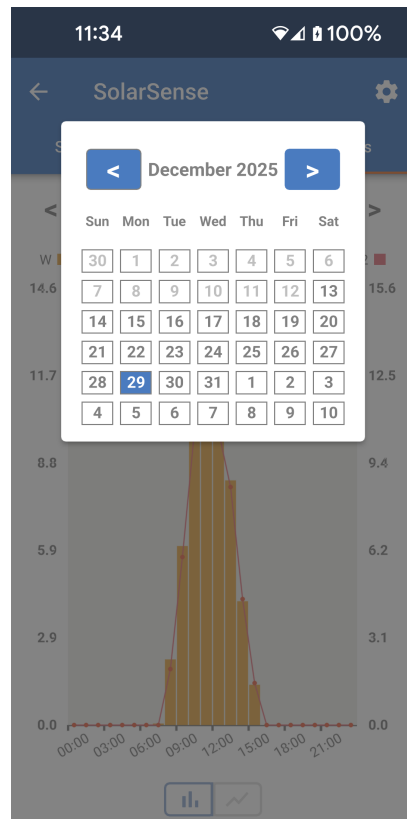 11:34 100%
SolarSense
S s
< December 2025 >
< >
Sun Mon Tue Wed Thu Fri Sat
30 1 2 3 4 5 6
W
14.6 7 8 9 10 11 12 13 15.6
14 15 16 17 18 19 20
21 22 23 24 25 26 27
11.7 28 29 30 31 1 2 3 12.5
4 5 6 7 8 9 10
8.8 9.4
5.9 6.2
2.9 3.1
0.0 0.0
00:00 03:00 06:00 09:00 12:00 15:00 18:00 21:00